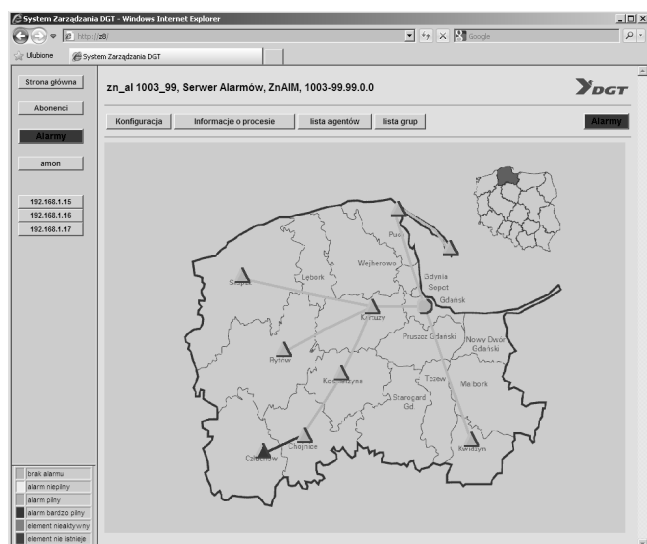 System Zarządzania DGT - Windows Internet Explorer
http://z8/
Google
Ulubione
System Zarządzania DGT
Strona główna
Abonenci
Alarmy
amon
192.168.1.15
192.168.1.16
192.168.1.17
zn_al 1003_99, Serwer Alarmów, ZnAIM, 1003-99.99.0.0
DGT
Konfiguracja
Informacje o procesie
lista agentów
lista grup
Alarmy
Puc
Wejherowo
Gdynia
Sopot
Gdańsk
Lębork
Słupsk
Kartuzy
Pruszcz Gdański
Nowy Dwór
Gdański
Bytów
Kościerzyna
Tczew
Malbork
Starogard
Gd.
Chojnice
Człuchów
Kwidzyn
brak alarmu
alarm niepilny
alarm pilny
alarm bardzo pilny
element nieaktywny
element nie istnieje